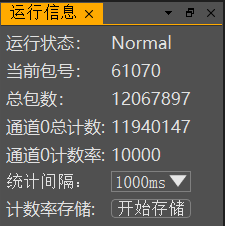 运行信息
运行状态: Normal
当前包号: 61070
总包数: 12067897
通道0总计数: 11940147
通道0计数率: 10000
统计间隔: 1000ms
计数率存储: 开始存储